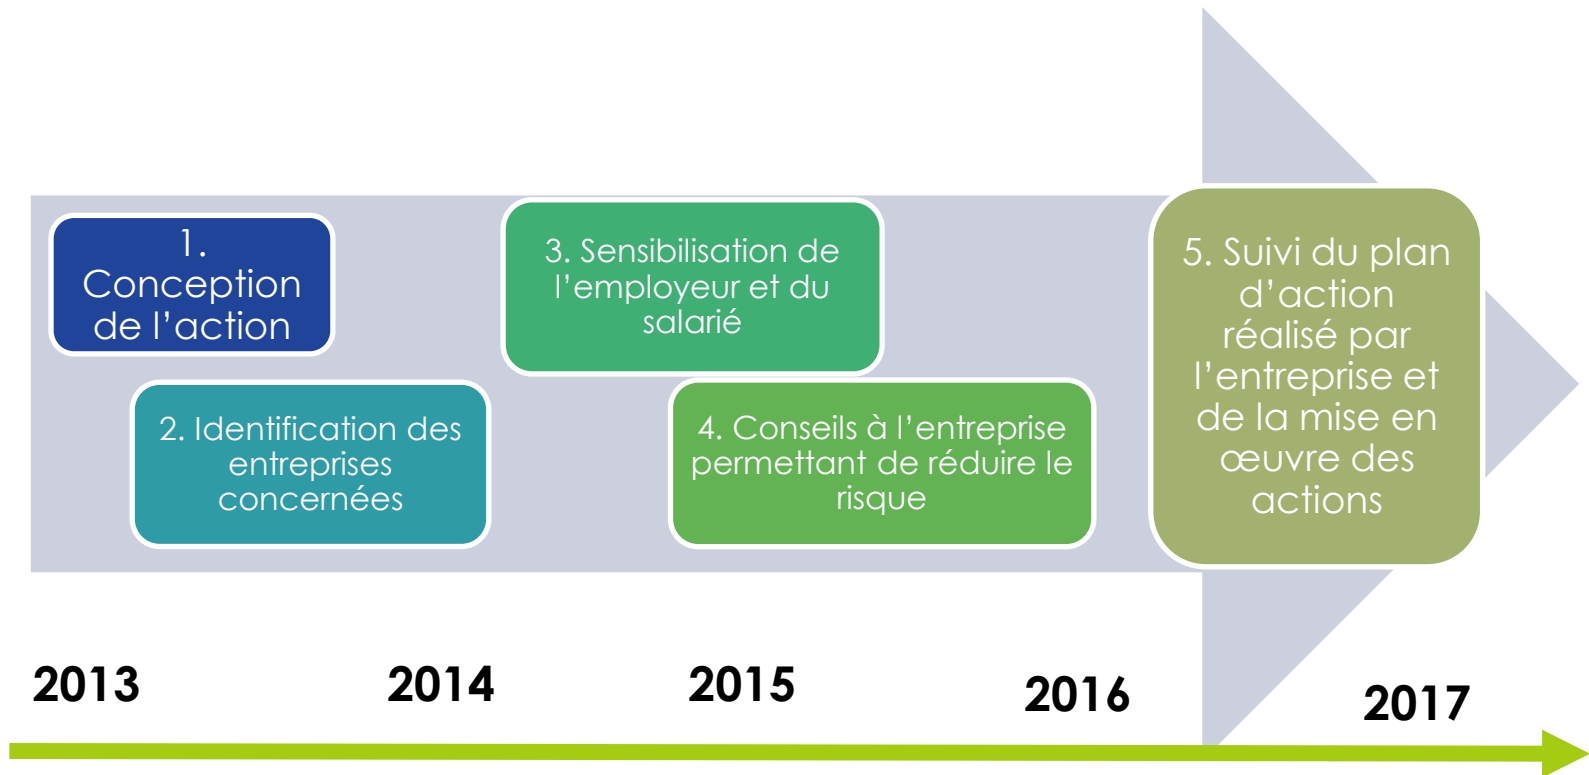 1.
Conception
de l’action
2. Identification des
entreprises
concernées
3. Sensibilisation de
l’employeur et du
salarié
4. Conseils à l’entreprise
permettant de réduire le
risque
5. Suivi du plan
d’action
réalisé par
l’entreprise et
de la mise en
œuvre des
actions
2013
2014
2015
2016
2017